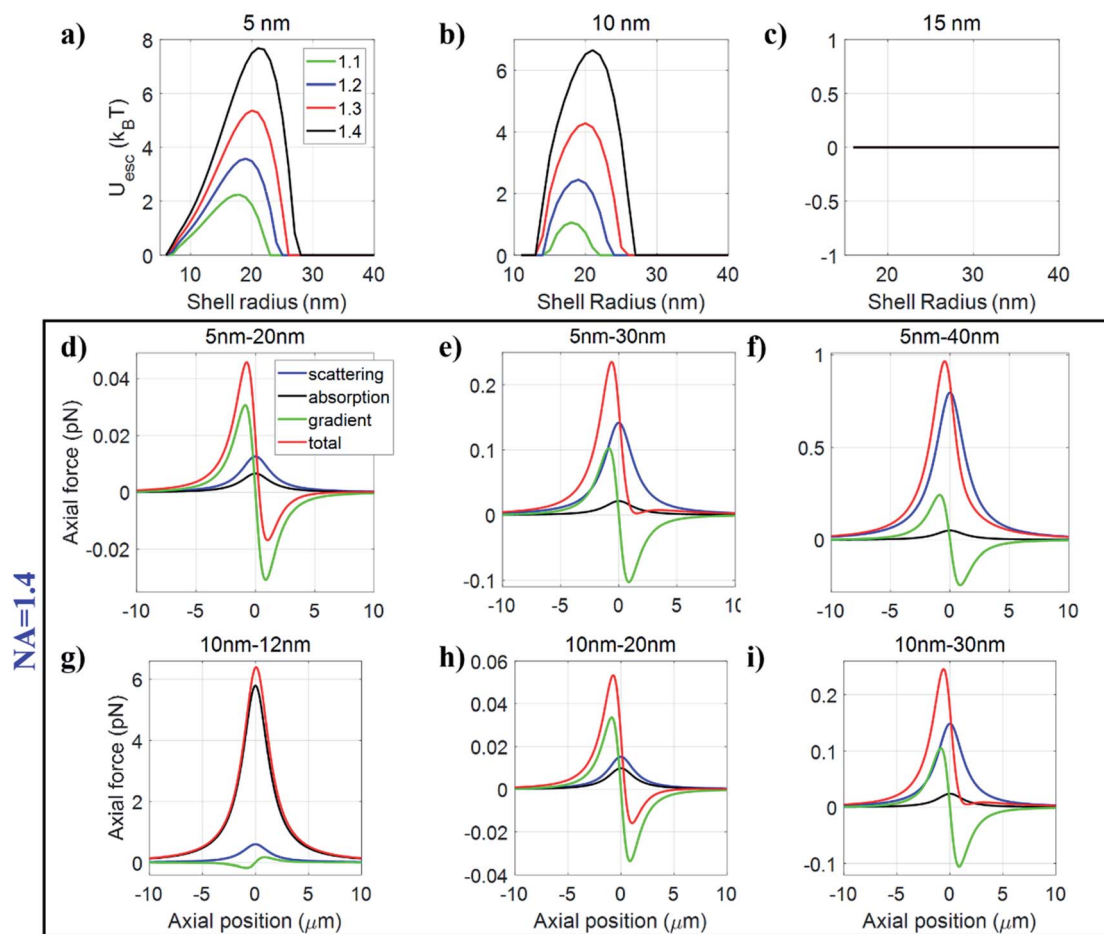 a) 5 nm
b) 10 nm
c) 15 nm
U_esc (k_BT)
8
6
4
2
0
1.1
1.2
1.3
1.4
10 20 30 40
Shell radius (nm)
6
4
2
0
10 20 30 40
Shell Radius (nm)
1
0.5
0
-0.5
-1
20 30 40
Shell Radius (nm)
NA=1.4
d) 5nm-20nm
Axial force (pN)
0.04
0.02
0
-0.02
scattering
absorption
gradient
total
-10 -5 0 5 10
e) 5nm-30nm
0.2
0.1
0
-0.1
-10 -5 0 5 10
f) 5nm-40nm
1
0.5
0
-10 -5 0 5 10
g) 10nm-12nm
Axial force (pN)
6
4
2
0
-10 -5 0 5 10
Axial position (μm)
h) 10nm-20nm
0.06
0.04
0.02
0
-0.02
-0.04
-10 -5 0 5 10
Axial position (μm)
i) 10nm-30nm
0.2
0.1
0
-0.1
-10 -5 0 5 10
Axial position (μm)